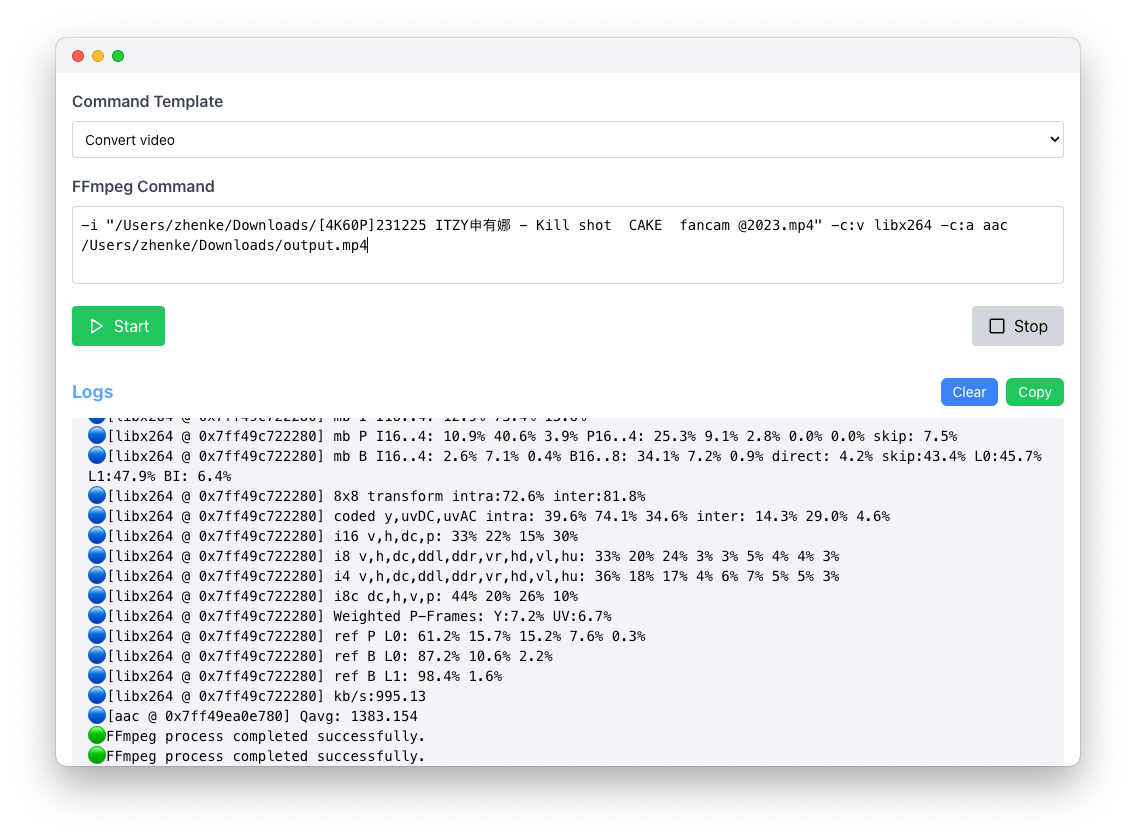 Command Template
Convert video
FFmpeg Command
-i "/Users/zhenke/Downloads/[4K60P]231225 ITZY申有娜 - Kill shot  CAKE  fancam @2023.mp4" -c:v libx264 -c:a aac
/Users/zhenke/Downloads/output.mp4
Start
Stop
Logs
Clear
Copy
[libx264 @ 0x7ff49c722280] mb I I16..4: 12.9% 73.4% 13.6%
[libx264 @ 0x7ff49c722280] mb P I16..4: 10.9% 40.6% 3.9% P16..4: 25.3% 9.1% 2.8% 0.0% 0.0% skip: 7.5%
[libx264 @ 0x7ff49c722280] mb B I16..4: 2.6% 7.1% 0.4% B16..8: 34.1% 7.2% 0.9% direct: 4.2% skip:43.4% L0:45.7%
L1:47.9% BI: 6.4%
[libx264 @ 0x7ff49c722280] 8x8 transform intra:72.6% inter:81.8%
[libx264 @ 0x7ff49c722280] coded y,uvDC,uvAC intra: 39.6% 74.1% 34.6% inter: 14.3% 29.0% 4.6%
[libx264 @ 0x7ff49c722280] i16 v,h,dc,p: 33% 22% 15% 30%
[libx264 @ 0x7ff49c722280] i8 v,h,dc,ddl,ddr,vr,hd,vl,hu: 33% 20% 24% 3% 3% 5% 4% 4% 3%
[libx264 @ 0x7ff49c722280] i4 v,h,dc,ddl,ddr,vr,hd,vl,hu: 36% 18% 17% 4% 6% 7% 5% 5% 3%
[libx264 @ 0x7ff49c722280] i8c dc,h,v,p: 44% 20% 26% 10%
[libx264 @ 0x7ff49c722280] Weighted P-Frames: Y:7.2% UV:6.7%
[libx264 @ 0x7ff49c722280] ref P L0: 61.2% 15.7% 15.2% 7.6% 0.3%
[libx264 @ 0x7ff49c722280] ref B L0: 87.2% 10.6% 2.2%
[libx264 @ 0x7ff49c722280] ref B L1: 98.4% 1.6%
[libx264 @ 0x7ff49c722280] kb/s:995.13
[aac @ 0x7ff49ea0e780] Qavg: 1383.154
FFmpeg process completed successfully.
FFmpeg process completed successfully.